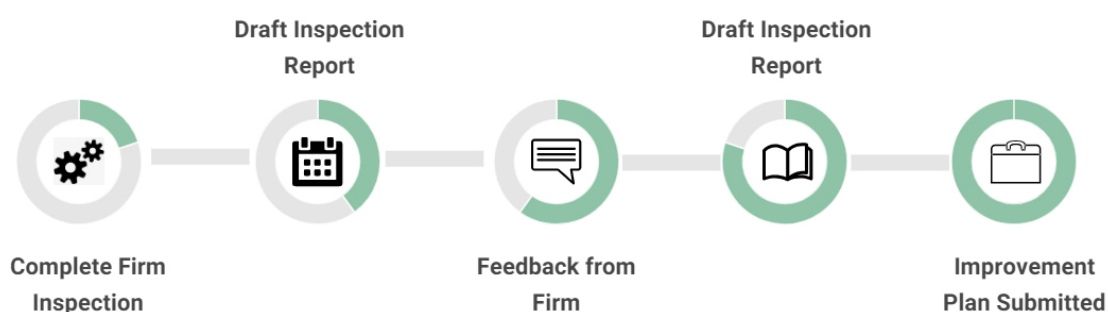 Draft Inspection
Report
Draft Inspection
Report
Complete Firm
Inspection
Feedback from
Firm
Improvement
Plan Submitted